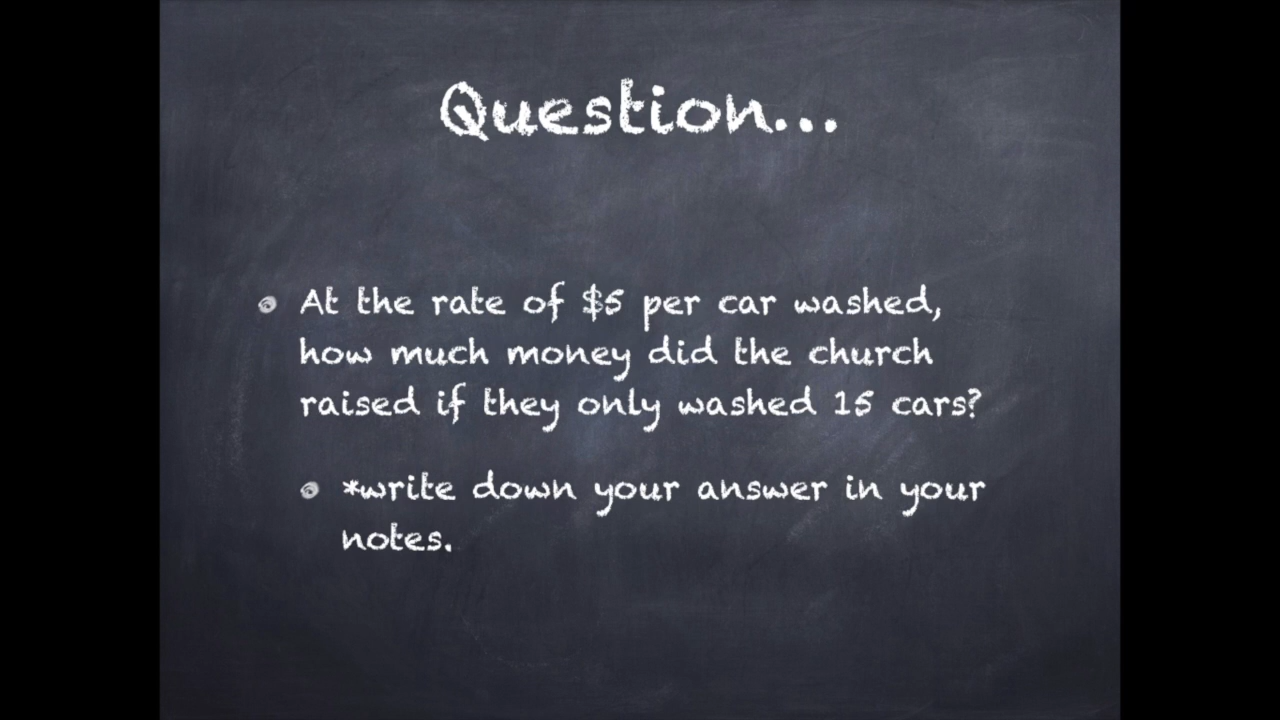 Question...
At the rate of $5 per car washed,
how much money did the church
raised if they only washed 15 cars?
*write down your answer in your
notes.